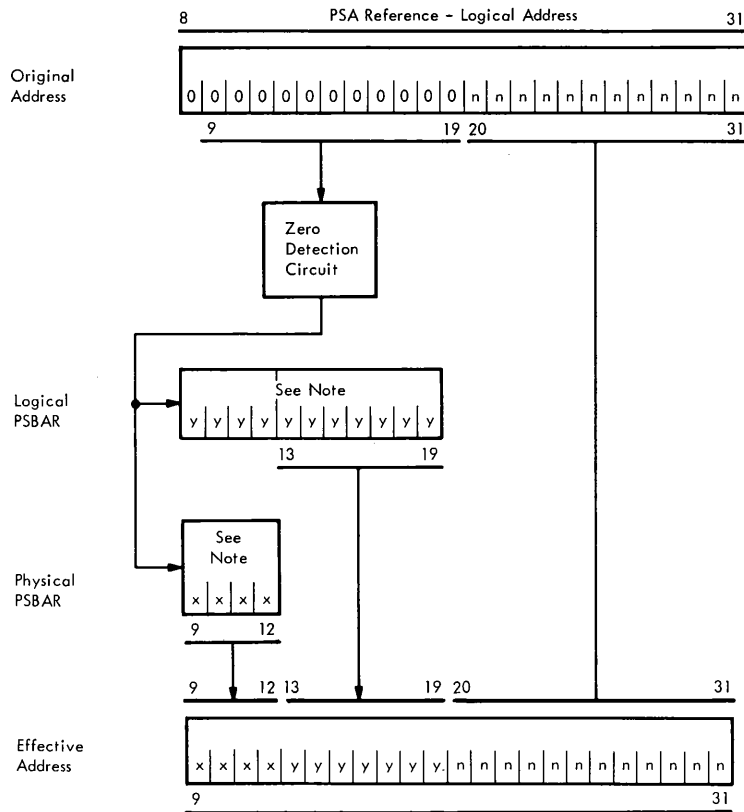 8 PSA Reference - Logical Address 31
Original
Address
0 0 0 0 0 0 0 0 0 0 0 0 n n n n n n n n n n n n
9 19 20 31
Zero
Detection
Circuit
Logical
PSBAR
See Note
y y y y y y y y y y y
13 19
Physical
PSBAR
See
Note
x x x x
9 12
9 12 13 19 20 31
Effective
Address
x x x x y y y y y y y n n n n n n n n n n n n
9 31